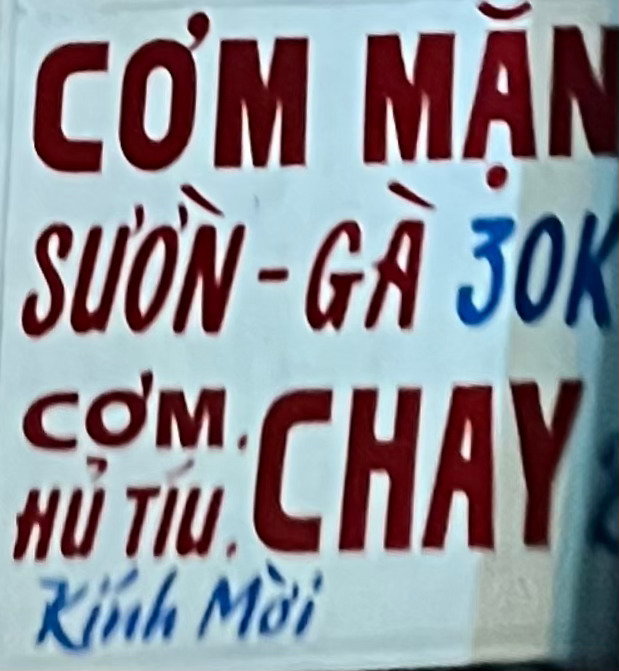 CƠM MẶN
SƯỜN - GÀ 30K
CƠM. HỦ TÍU. CHAY
Kính Mời